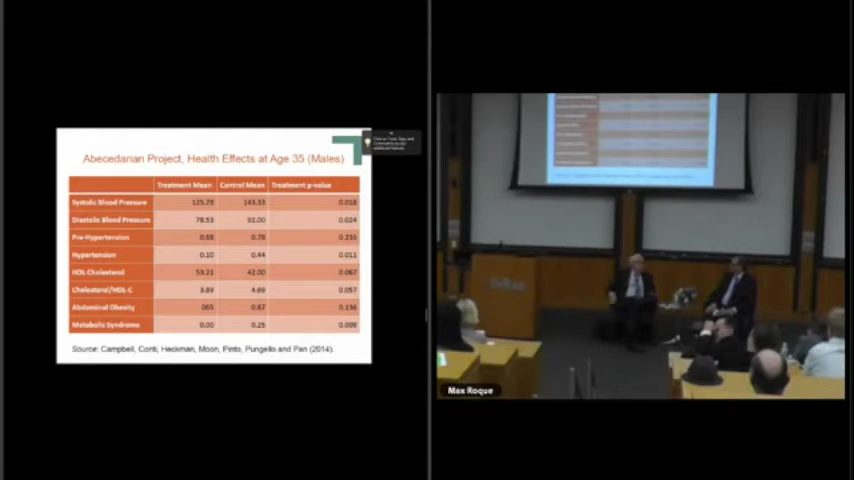 Abecedarian Project, Health Effects at Age 35 (Males)
Treatment Mean Control Mean Treatment p-value
Systolic Blood Pressure 125.79 143.33 0.018
Diastolic Blood Pressure 78.53 92.00 0.024
Pre-Hypertension 0.68 0.78 0.235
Hypertension 0.10 0.44 0.011
HDL Cholesterol 53.21 42.00 0.067
Cholesterol/HDL-C 3.89 4.69 0.057
Abdominal Obesity 065 0.87 0.136
Metabolic Syndrome 0.00 0.25 0.009
Source: Campbell, Conti, Heckman, Moon, Pinto, Pungello and Pan (2014).
Max Roque